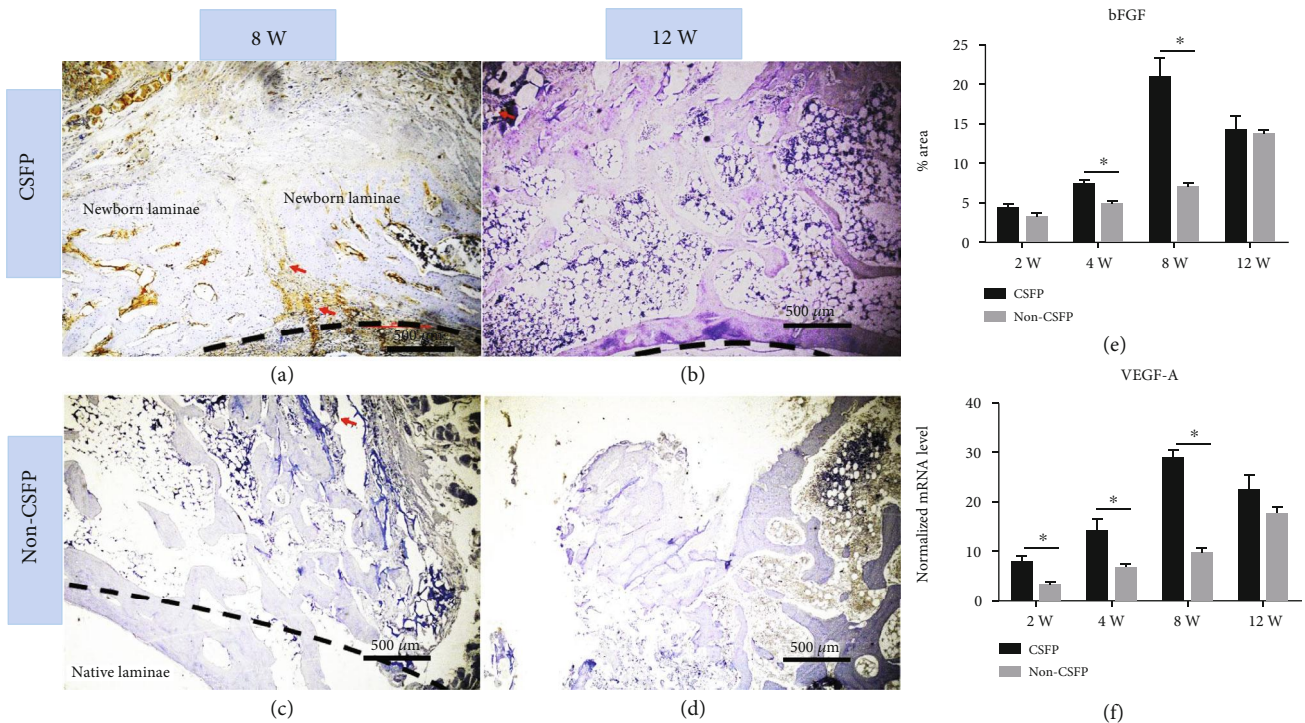 8 W
12 W
CSFP
Newborn laminae
Newborn laminae
500 µm
500 µm
(a)
(b)
Non-CSFP
Native laminae
500 µm
500 µm
(c)
(d)
bFGF
% area
25
20
15
10
5
0
*
*
2 W
4 W
8 W
12 W
CSFP
Non-CSFP
(e)
VEGF-A
Normalized mRNA level
40
30
20
10
0
*
*
*
2 W
4 W
8 W
12 W
CSFP
Non-CSFP
(f)